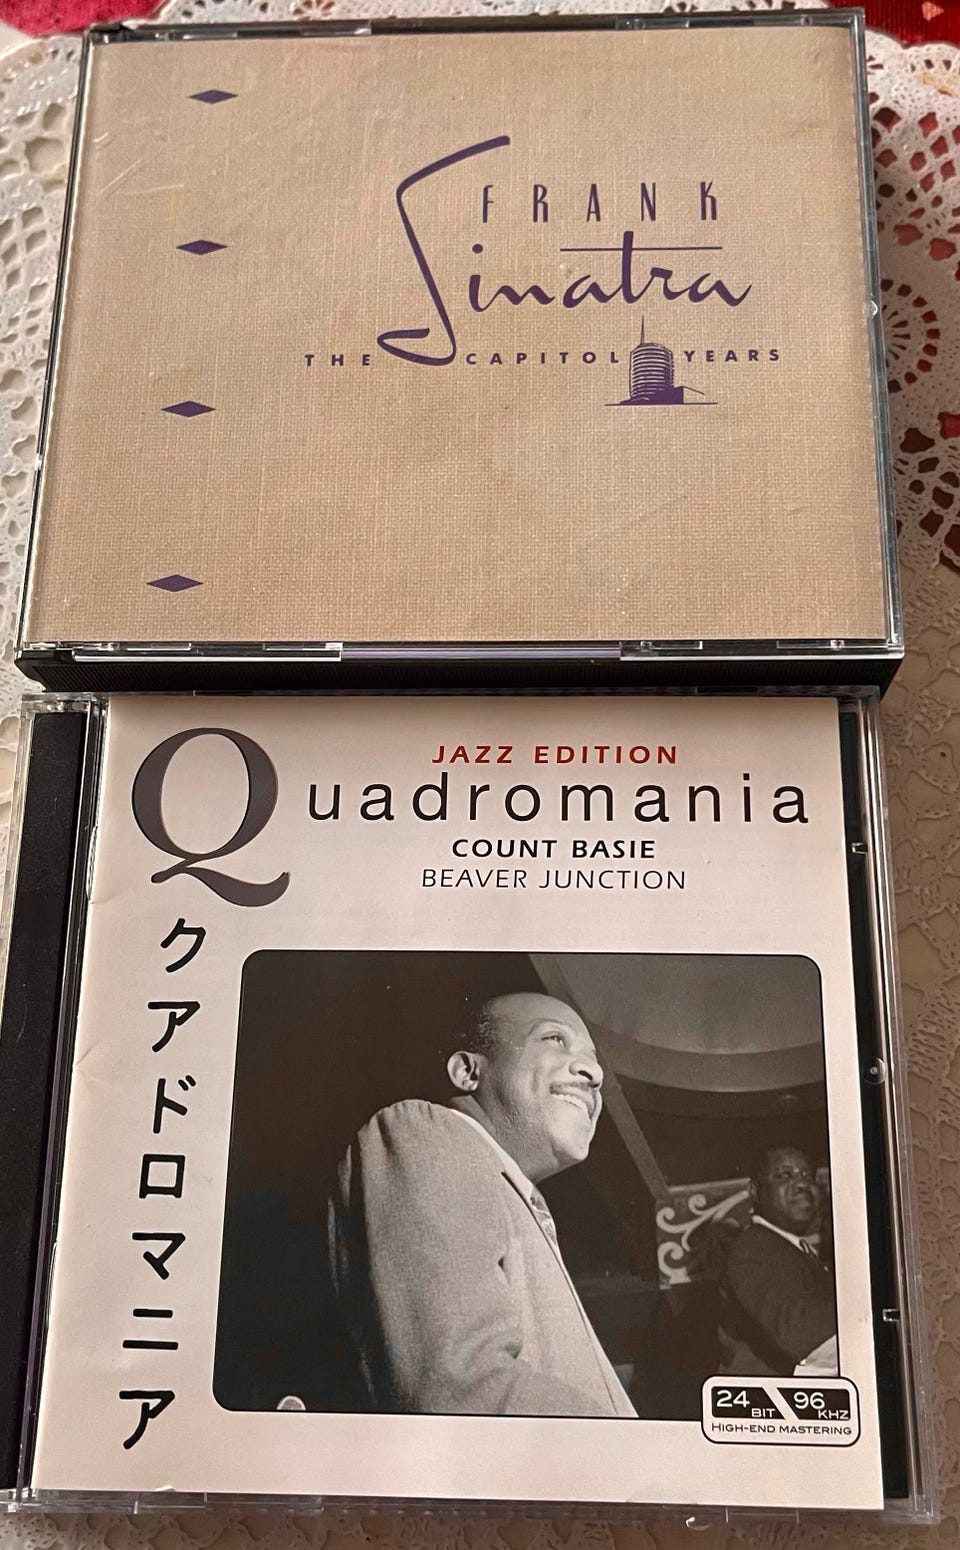 FRANK
Sinatra
THE CAPITOL YEARS
JAZZ EDITION
Quadromania
COUNT BASIE
BEAVER JUNCTION
クアドロマニア
24 BIT 96 KHZ
HIGH-END MASTERING